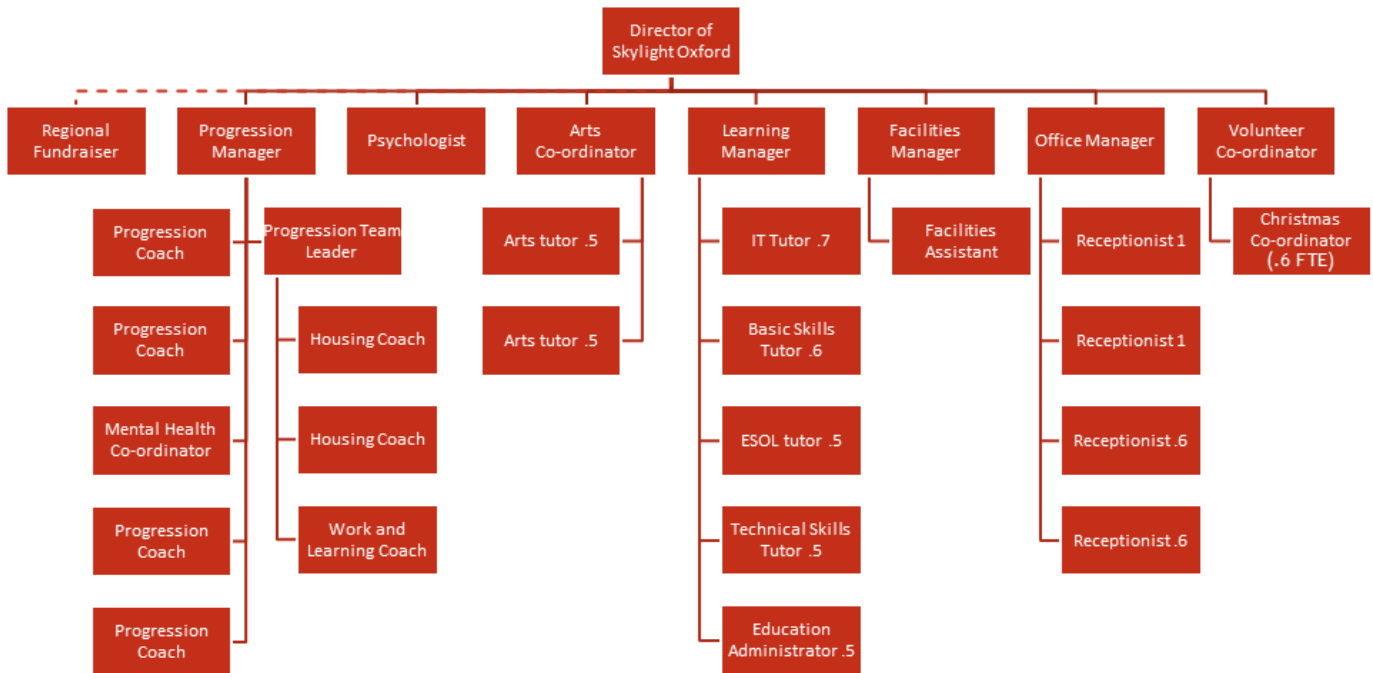 Director of
Skylight Oxford
Regional
Fundraiser
Progression
Manager
Psychologist
Arts
Co-ordinator
Learning
Manager
Facilities
Manager
Office Manager
Volunteer
Co-ordinator
Progression
Coach
Progression Team
Leader
Arts tutor .5
IT Tutor .7
Facilities
Assistant
Receptionist 1
Christmas
Co-ordinator
(.6 FTE)
Progression
Coach
Housing Coach
Arts tutor .5
Basic Skills
Tutor .6
Receptionist 1
Mental Health
Co-ordinator
Housing Coach
ESOL tutor .5
Receptionist .6
Progression
Coach
Work and
Learning Coach
Technical Skills
Tutor .5
Receptionist .6
Progression
Coach
Education
Administrator .5